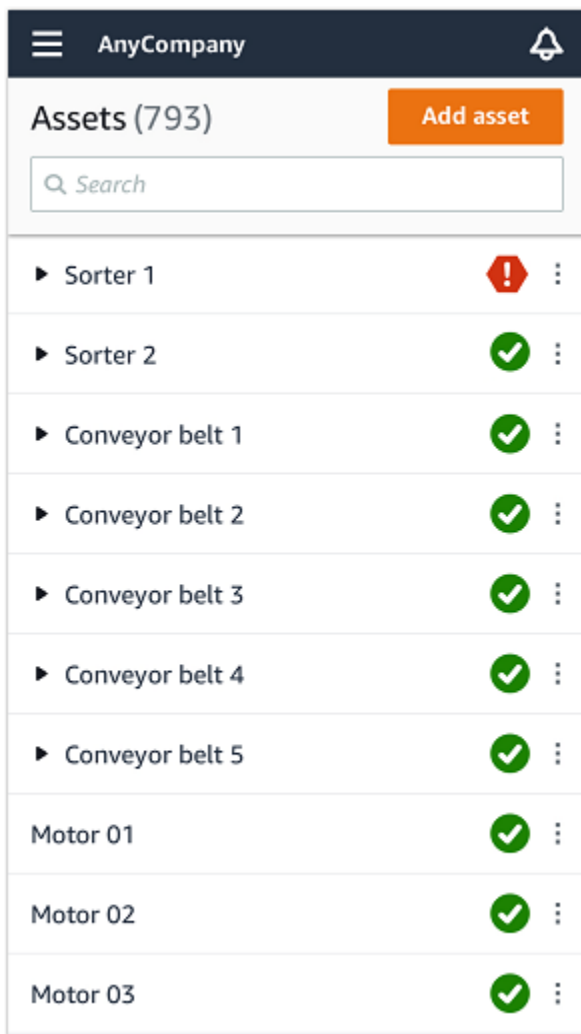 AnyCompany
Assets (793)
Add asset
Search
Sorter 1
Sorter 2
Conveyor belt 1
Conveyor belt 2
Conveyor belt 3
Conveyor belt 4
Conveyor belt 5
Motor 01
Motor 02
Motor 03